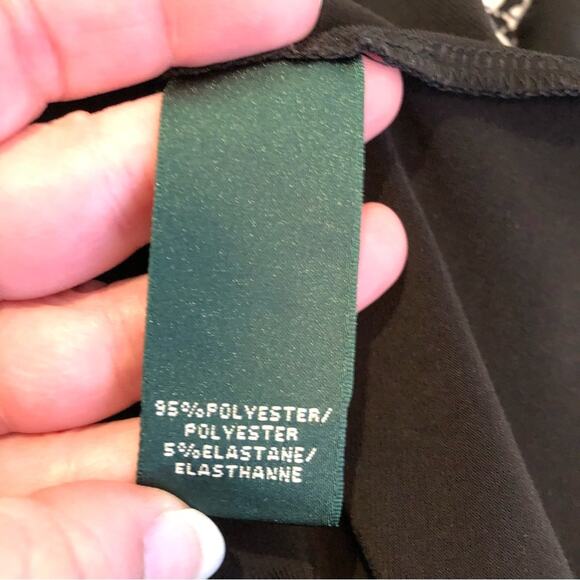 95%POLYESTER/
POLYESTER
5%ELASTANE/
ELASTHANNE